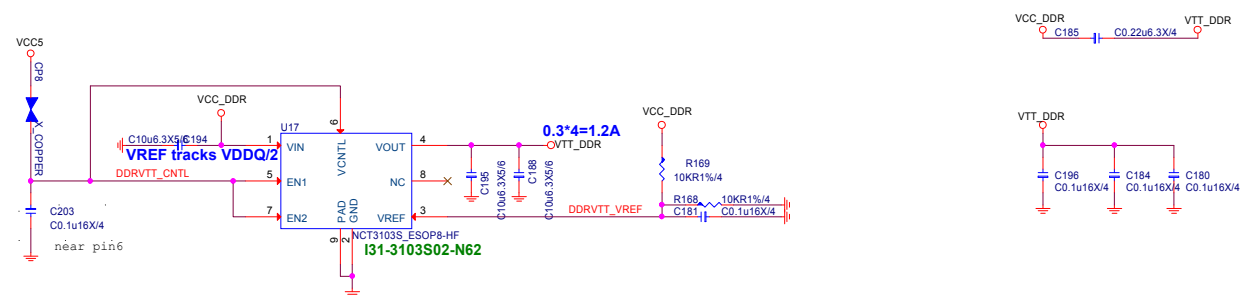 VCC_DDR
VTT_DDR
C185
C0.22u6.3X/4
VCC5
CP8
X_COPPER
VCC_DDR
C10u6.3X5/6
C194
VREF tracks VDDQ/2
DDRVTT_CNTL
C203
C0.1u16X/4
near pin6
U17
6
1
VIN
VCNTL
VOUT
4
5
EN1
NC
8
7
EN2
PAD
GND
VREF
3
9
2
NCT3103S_ESOP8-HF
I31-3103S02-N62
0.3*4=1.2A
VTT_DDR
C195
C10u6.3X5/6
C188
C10u6.3X5/6
DDRVTT_VREF
VCC_DDR
R169
10KR1%/4
R168
10KR1%/4
C181
C0.1u16X/4
VTT_DDR
C196
C0.1u16X/4
C184
C0.1u16X/4
C180
C0.1u16X/4